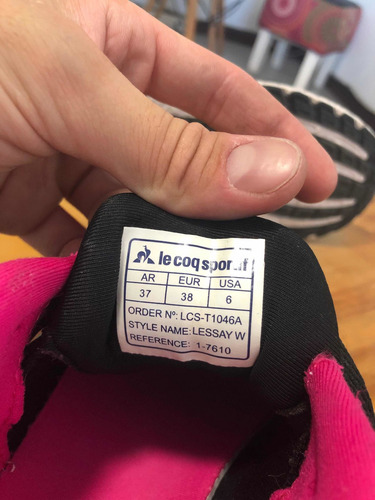 le coq sportif
AR EUR USA
37 38 6
ORDER Nº: LCS-T1046A
STYLE NAME: LESSAY W
REFERENCE: 1-7610